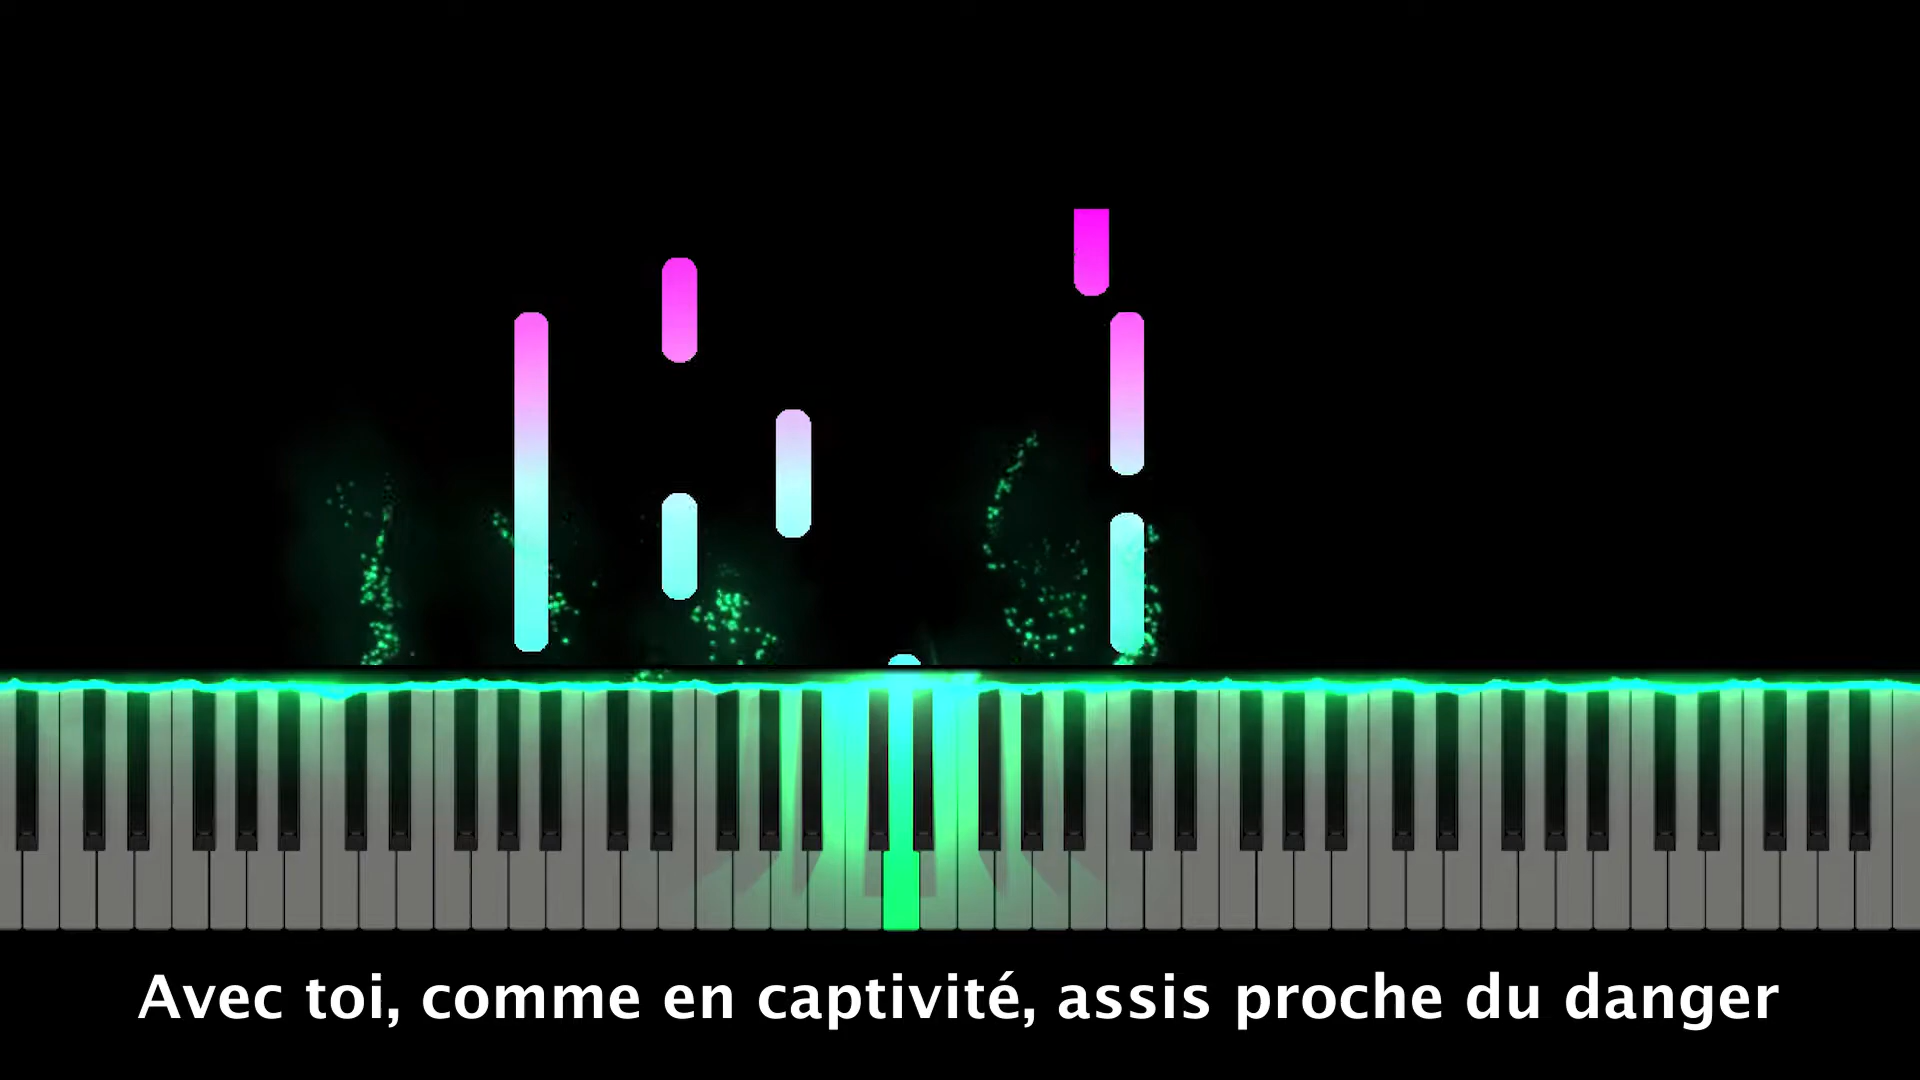 Avec toi, comme en captivité, assis proche du danger